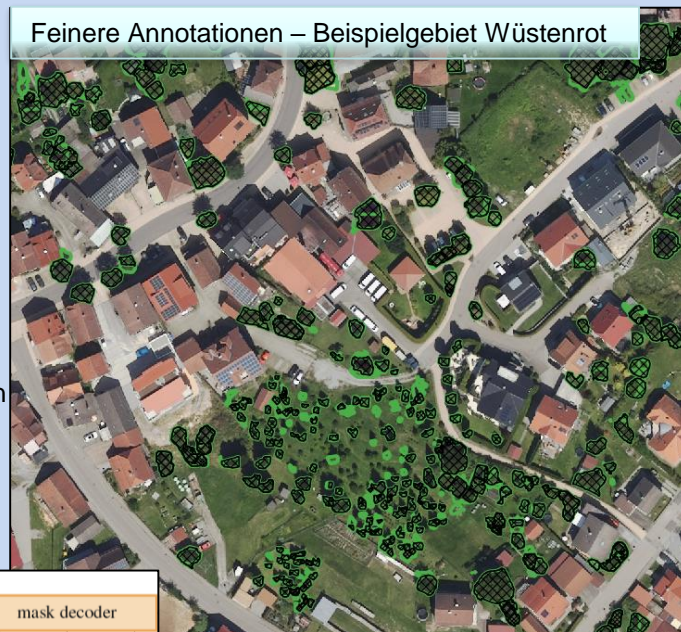 Feinere Annotationen – Beispielgebiet Wüstenrot
n
mask decoder